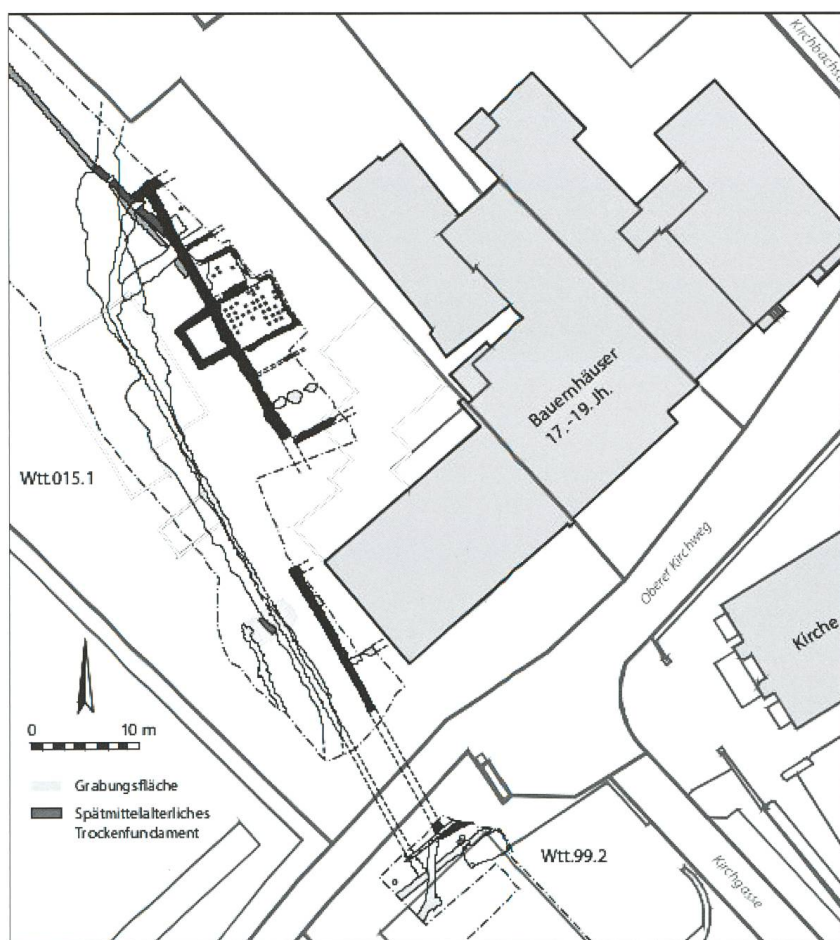 Kirchbachst
Bauernhäuser
17.-19. Jh.
Wtt.015.1
Oberer Kirchweg
Kirche
0 10 m
Grabungsfläche
Spätmittelalterliches
Trockenfundament
Wtt.99.2
Kirchgasse